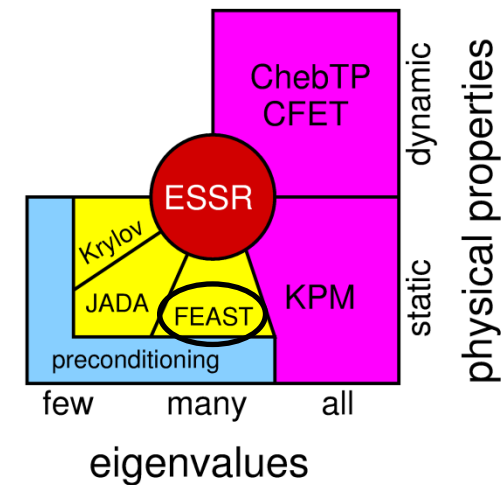 ChebTP
CFET
dynamic
physical properties
ESSR
Krylov
JADA
FEAST
KPM
static
preconditioning
few
many
all
eigenvalues